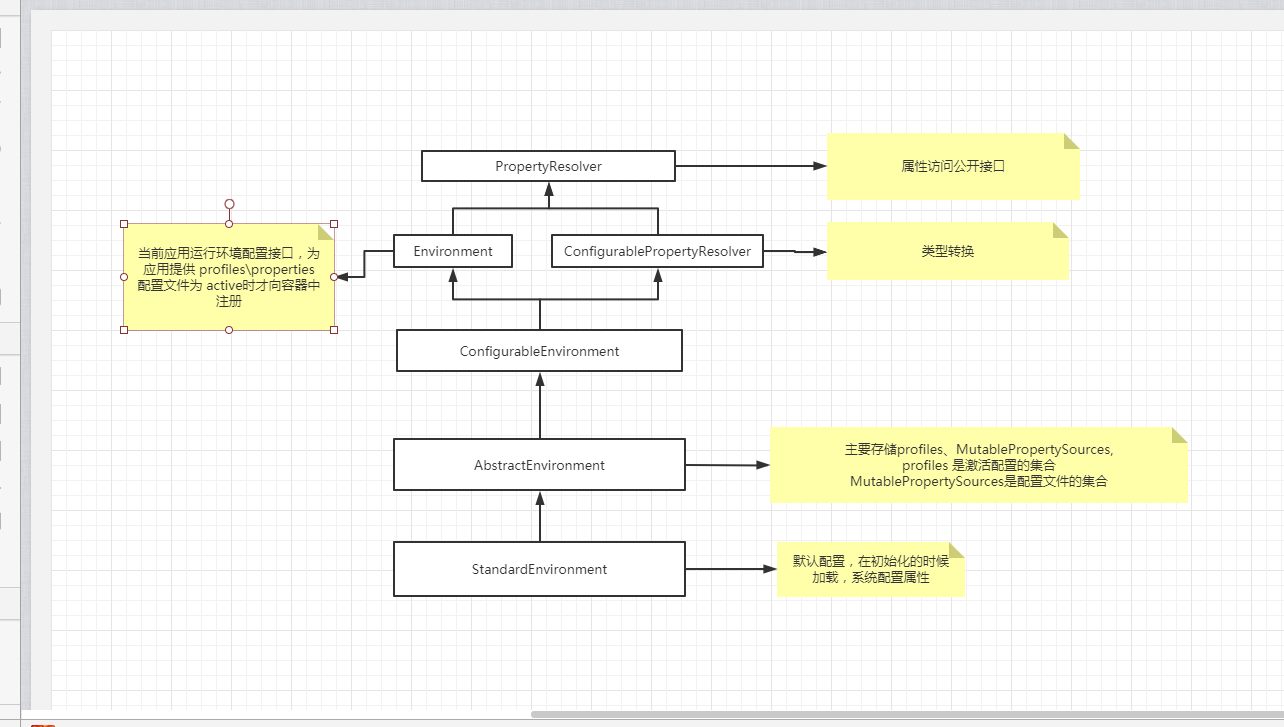 PropertyResolver
属性访问公开接口
当前应用运行环境配置接口，为
应用提供 profiles\properties
配置文件为 active时才向容器中
注册
Environment
ConfigurablePropertyResolver
类型转换
ConfigurableEnvironment
AbstractEnvironment
主要存储profiles、MutablePropertySources,
profiles 是激活配置的集合
MutablePropertySources是配置文件的集合
StandardEnvironment
默认配置，在初始化的时候
加载，系统配置属性